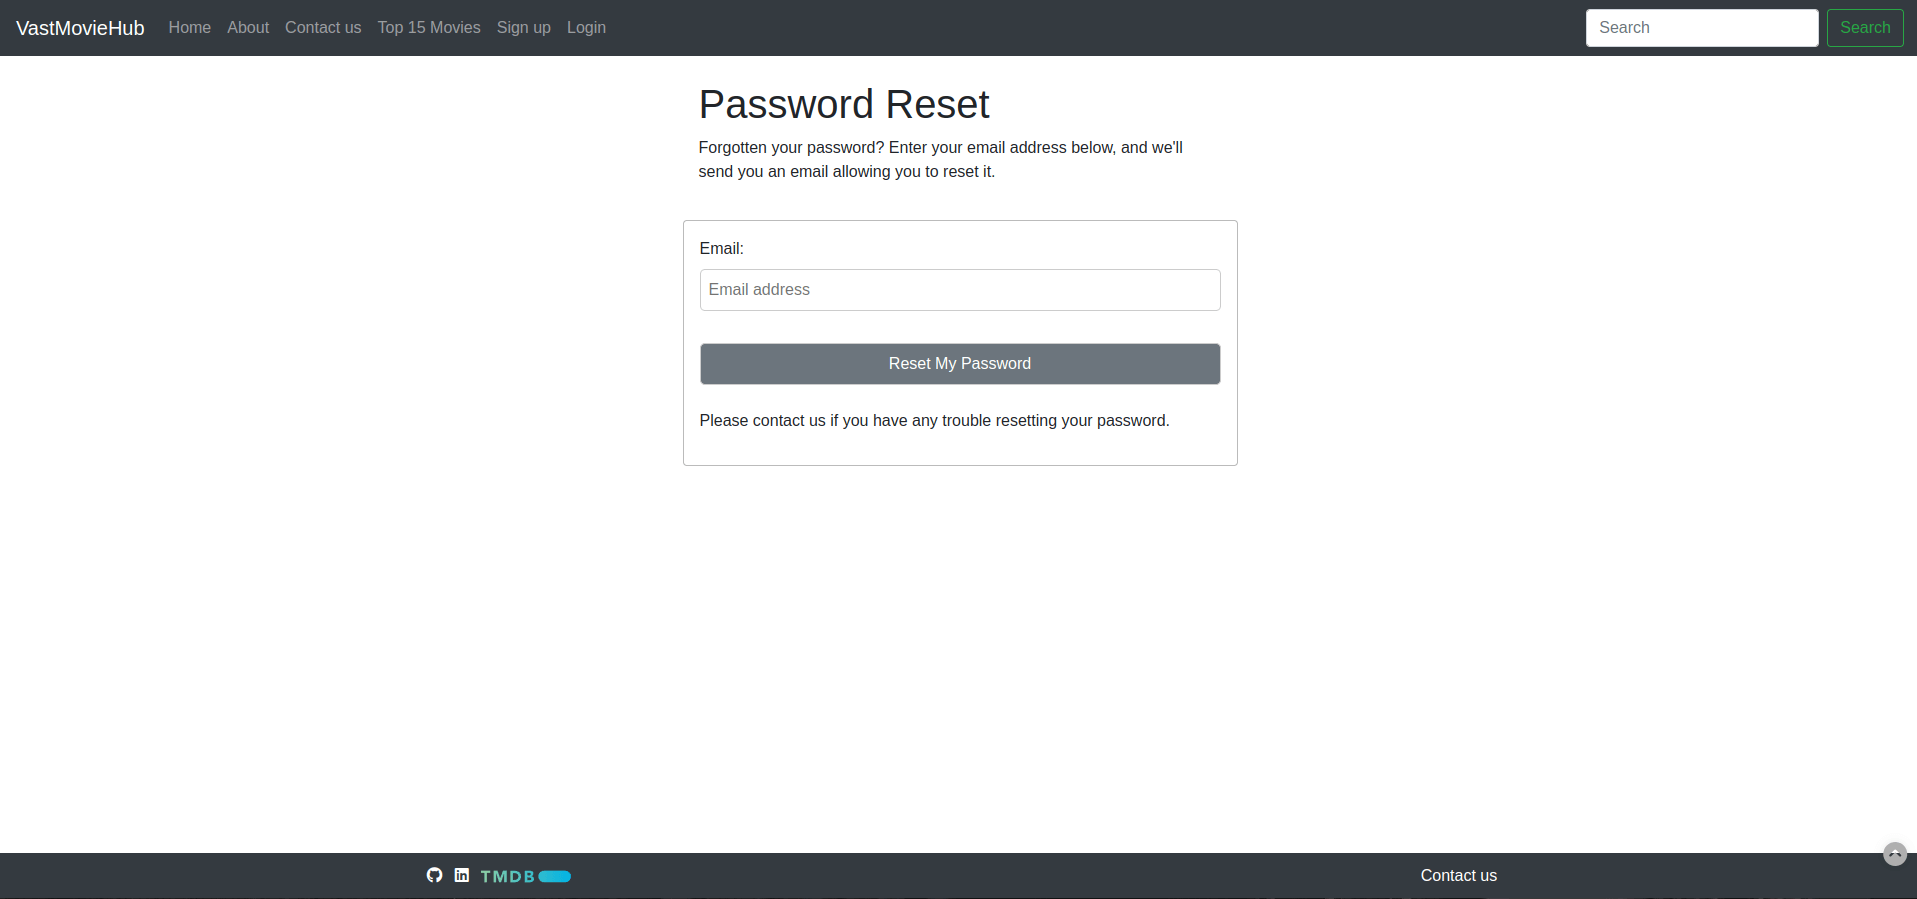 VastMovieHub Home About Contact us Top 15 Movies Sign up Login Search Search
Password Reset
Forgotten your password? Enter your email address below, and we'll
send you an email allowing you to reset it.
Email:
Email address
Reset My Password
Please contact us if you have any trouble resetting your password.
in TMDB Contact us